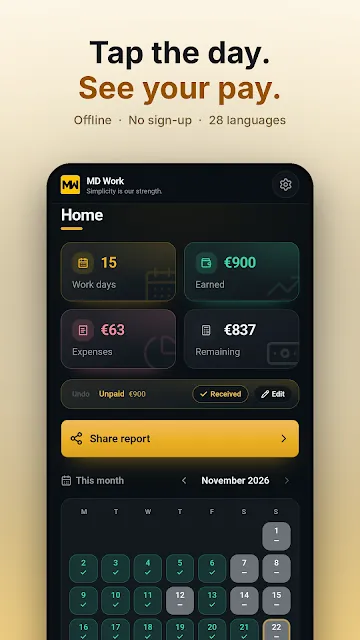 Tap the day.
See your pay.
Offline · No sign-up · 28 languages
MW
MD Work
Simplicity is our strength.
Home
15
Work days
€900
Earned
€63
Expenses
€837
Remaining
Undo Unpaid €900 Received Edit
Share report
This month November 2026
M T W T F S S
1
2 3 4 5 6 7 8
9 10 11 12 13 14 15
16 17 18 19 20 21 22